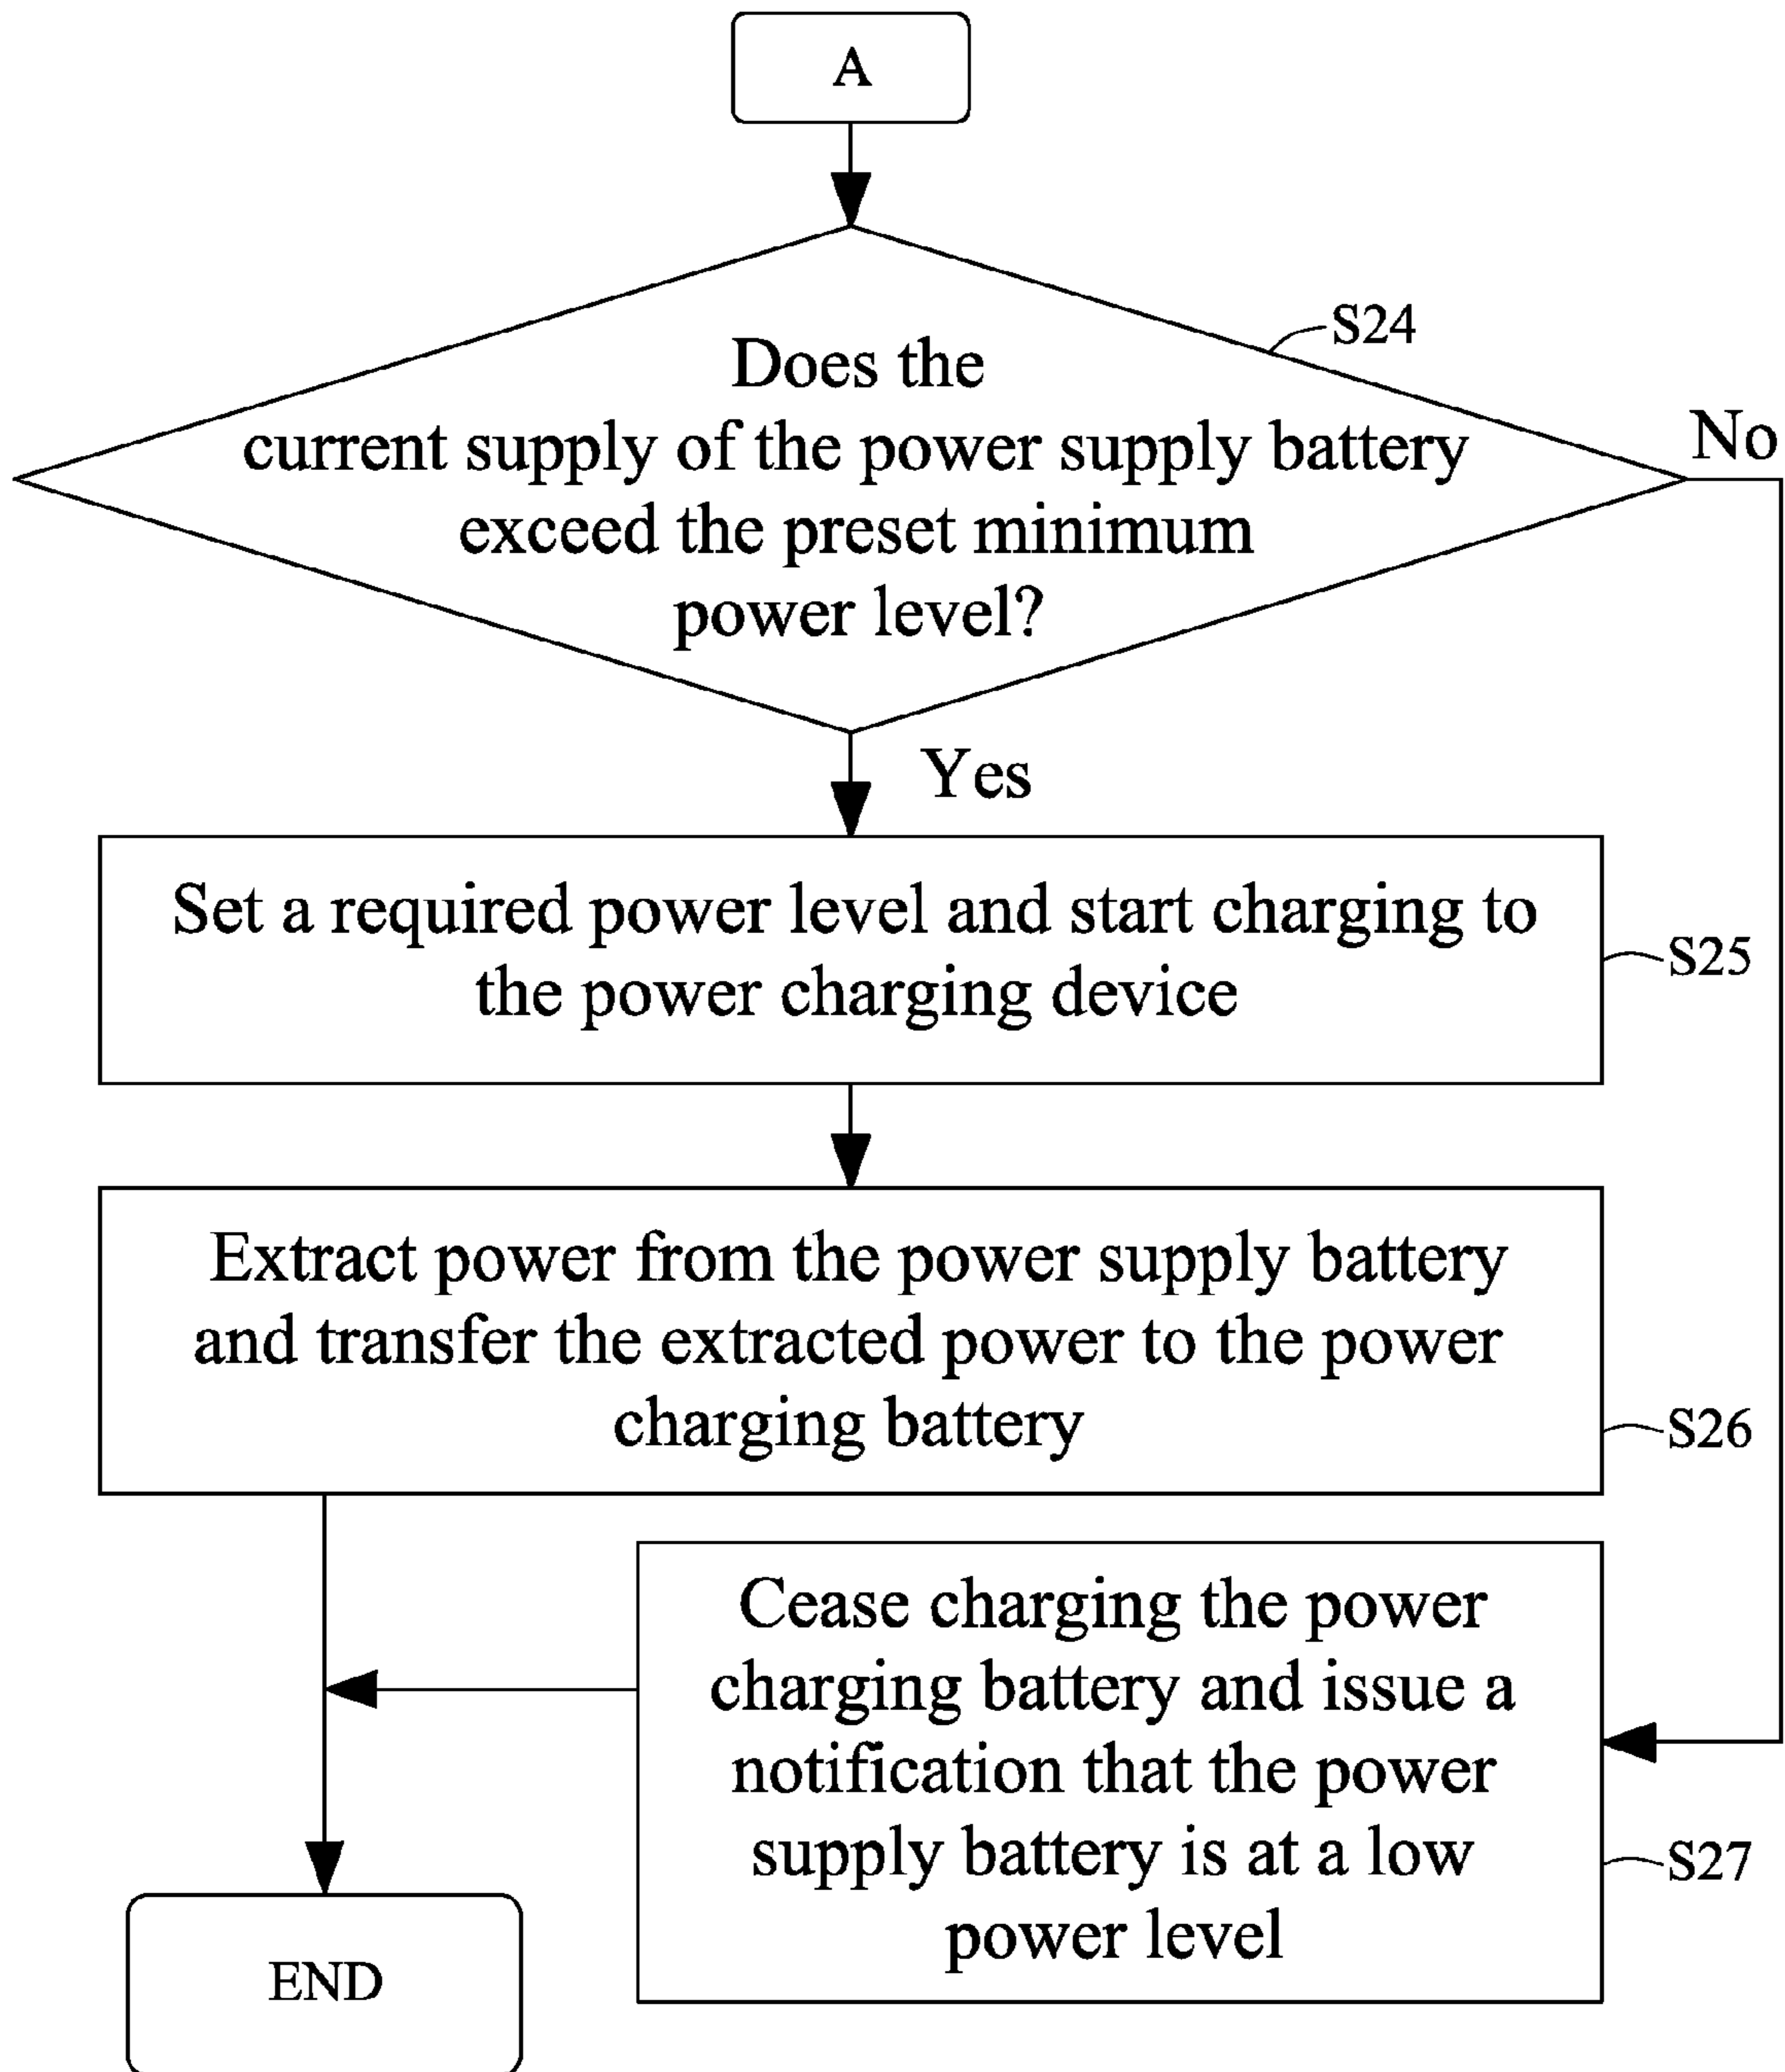 A
S24
Does the
current supply of the power supply battery
exceed the preset minimum
power level?
No
Yes
Set a required power level and start charging to
the power charging device
S25
Extract power from the power supply battery
and transfer the extracted power to the power
charging battery
S26
Cease charging the power
charging battery and issue a
notification that the power
supply battery is at a low
power level
S27
END